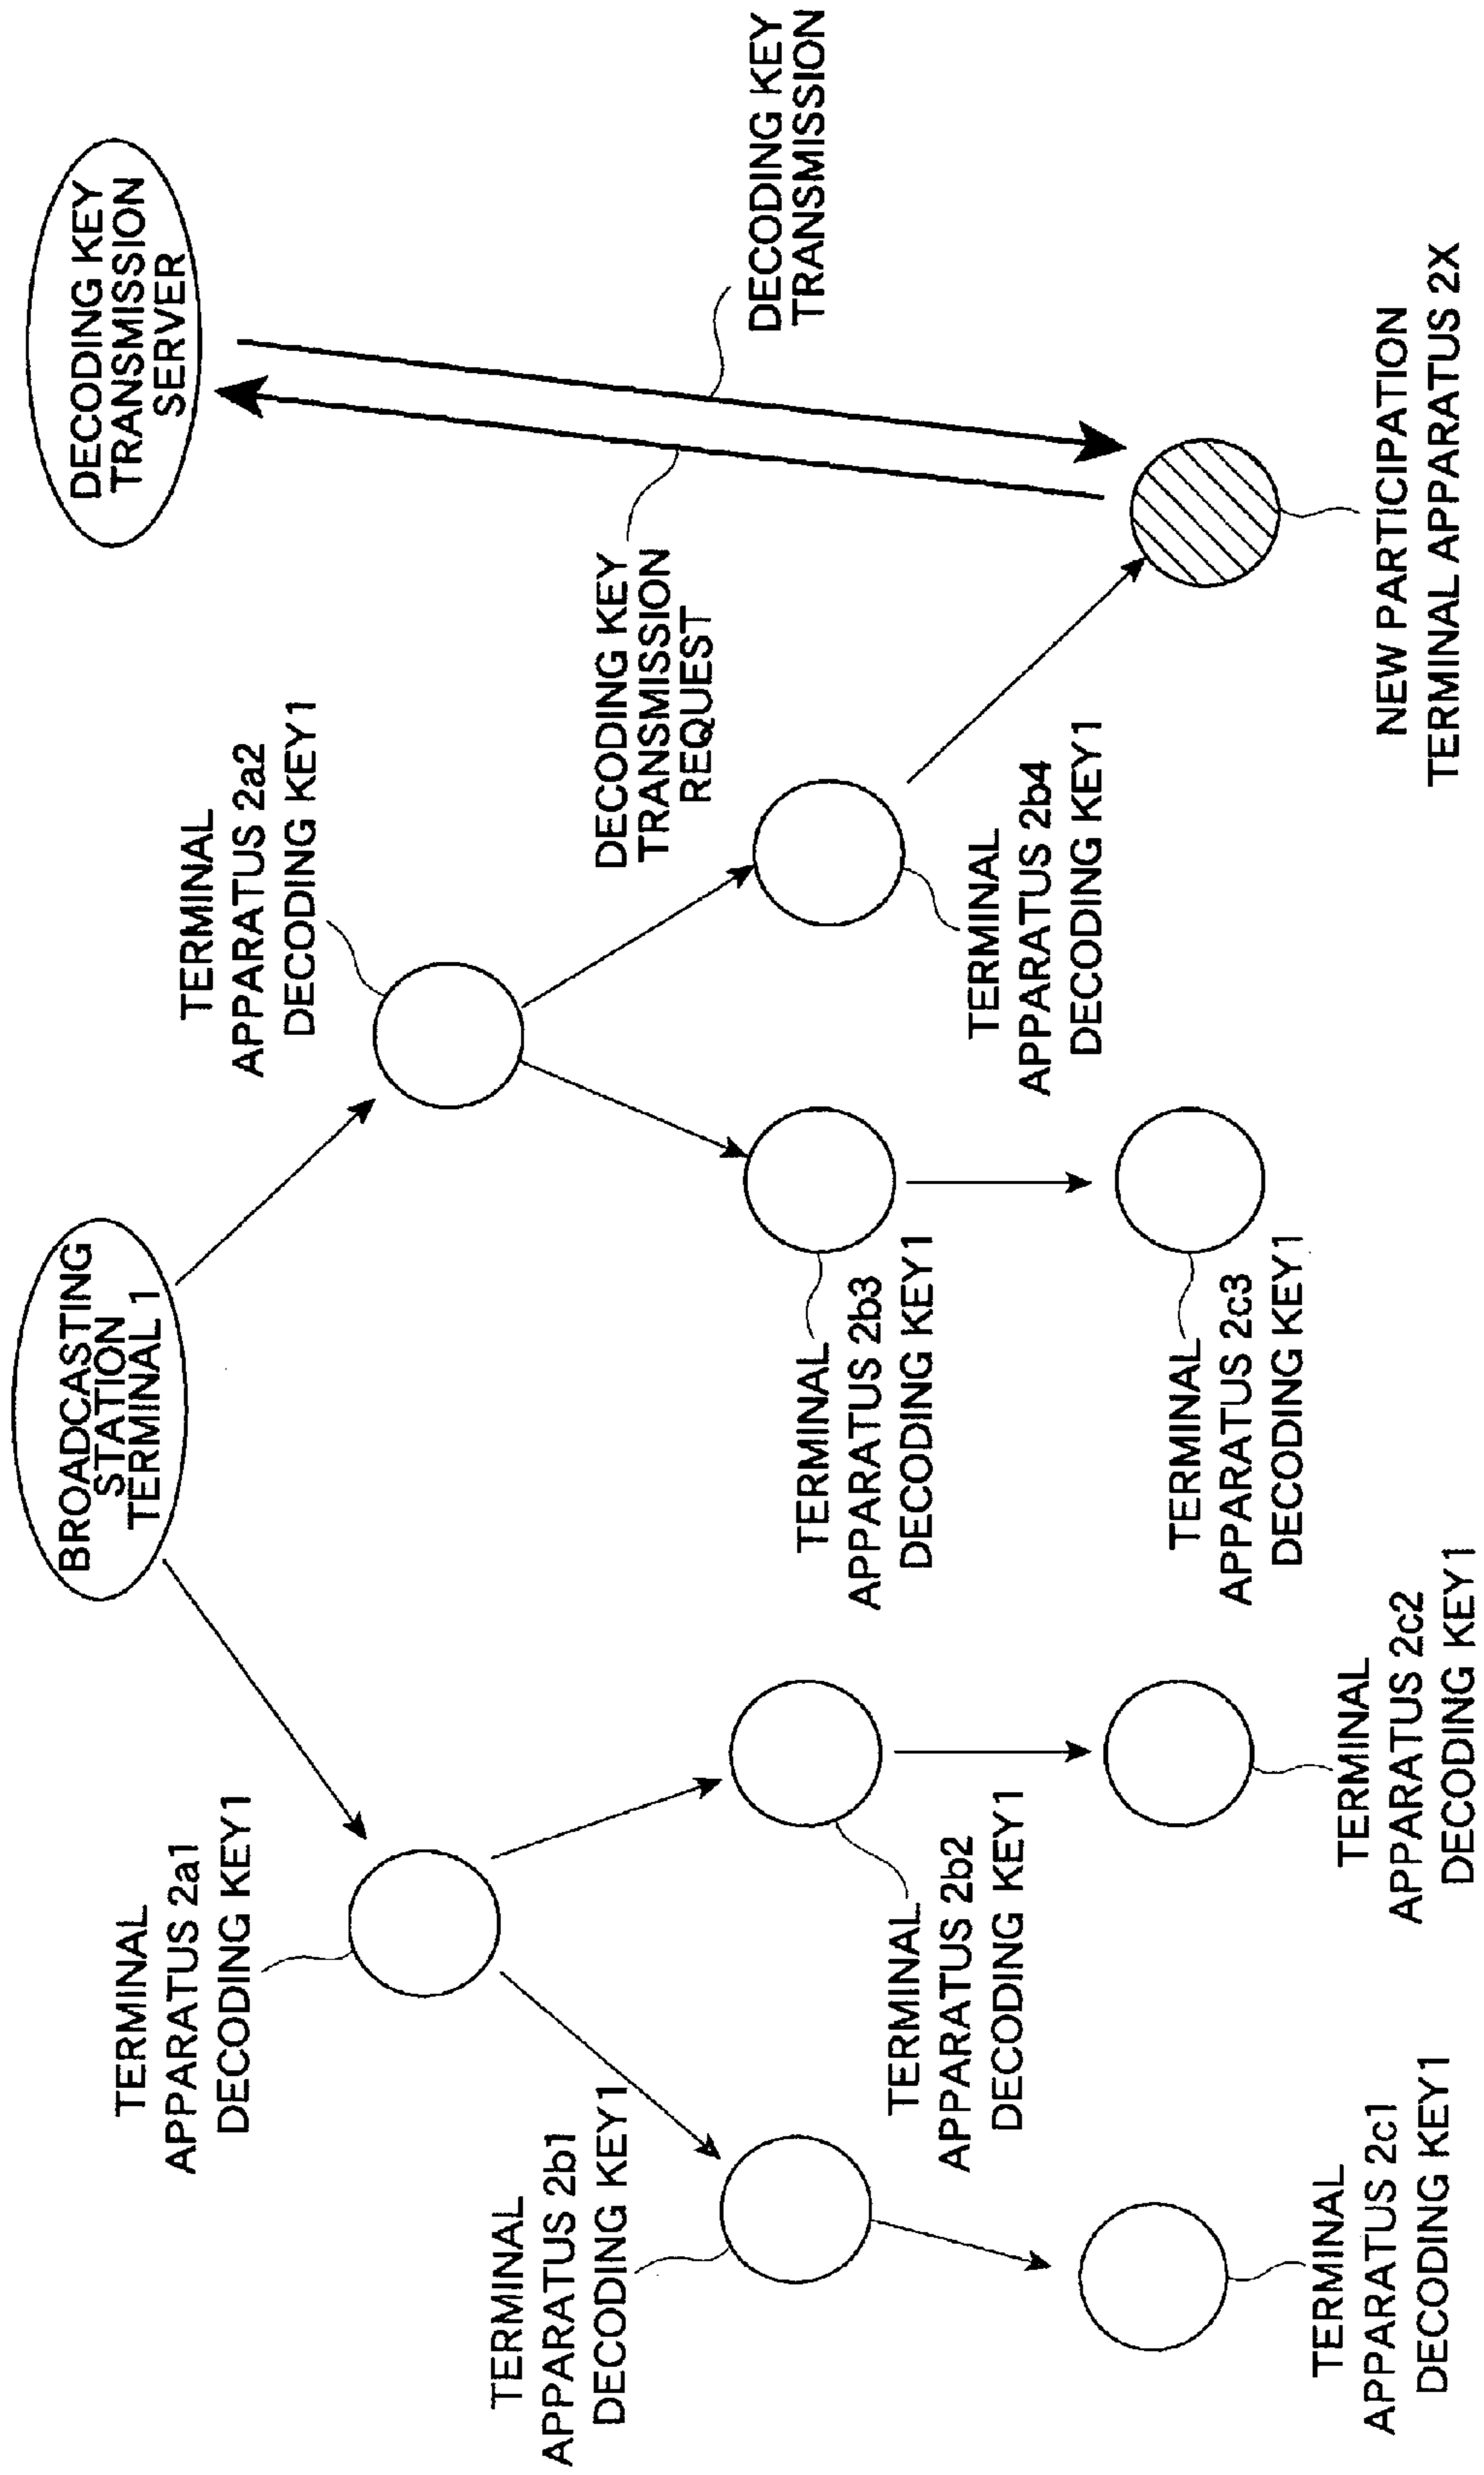 BROADCASTING
STATION
TERMINAL 1
DECODING KEY
TRANSMISSION
SERVER
TERMINAL
APPARATUS 2a1
DECODING KEY1
TERMINAL
APPARATUS 2a2
DECODING KEY1
DECODING KEY
TRANSMISSION
REQUEST
DECODING KEY
TRANSMISSION
TERMINAL
APPARATUS 2b1
DECODING KEY1
TERMINAL
APPARATUS 2b2
DECODING KEY1
TERMINAL
APPARATUS 2b3
DECODING KEY1
TERMINAL
APPARATUS 2b4
DECODING KEY1
TERMINAL
APPARATUS 2c1
DECODING KEY1
TERMINAL
APPARATUS 2c2
DECODING KEY1
TERMINAL
APPARATUS 2c3
DECODING KEY1
NEW PARTICIPATION
TERMINAL APPARATUS 2X